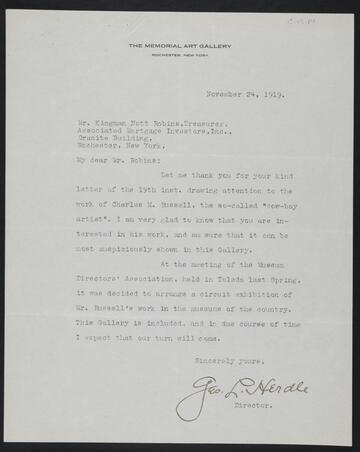 THE MEMORIAL ART GALLERY
ROCHESTER, NEW YORK
November 24, 1919.
Mr. Kingman Nott Robins,Treasurer,
Associated Mortgage Investors,Inc.,
Granite Building,
Rochester, New York.
My dear Mr. Robins:
Let me thank you for your kind
letter of the 19th inst. drawing attention to the
work of Charles M. Russell, the so-called "cow-boy
artist". I am very glad to know that you are in-
terested in his work, and am sure that it can be
most auspiciously shown in this Gallery.
At the meeting of the Museum
Directors' Association, held in Toledo last Spring,
it was decided to arrange a circuit exhibition of
Mr. Russell's work in the museums of the country.
This Gallery is included, and in due course of time
I expect that our turn will come.
Sincerely yours,
Geo. L. Herdle
Director.